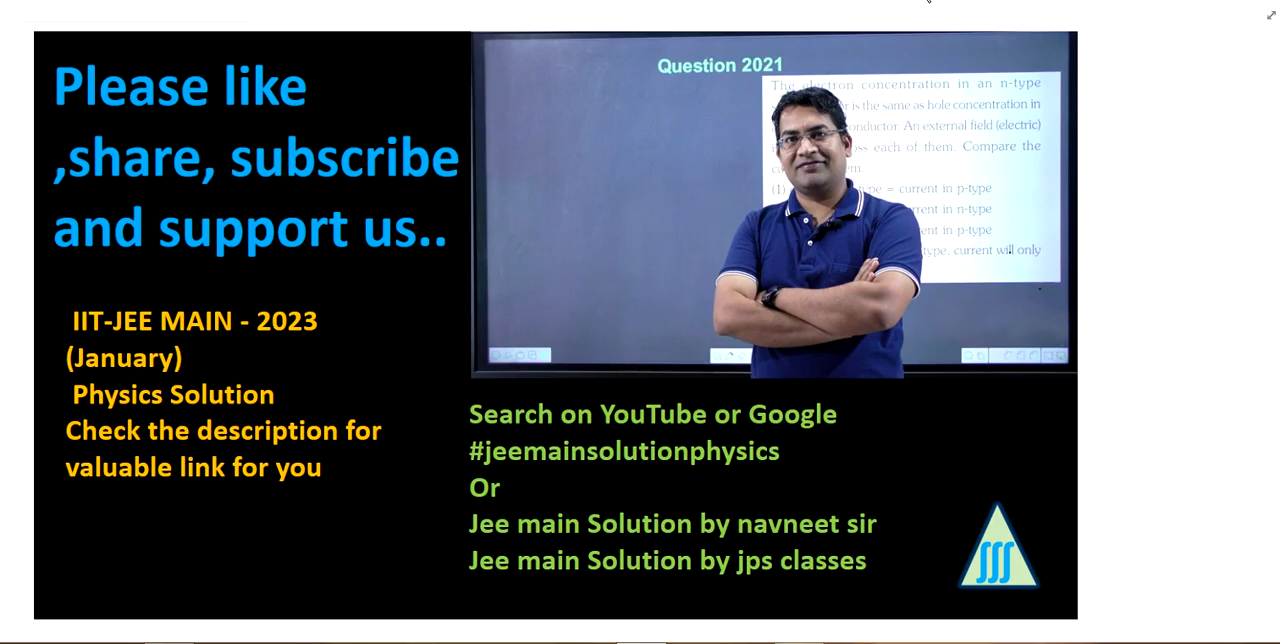 Please like
,share, subscribe
and support us..
IIT-JEE MAIN - 2023
(January)
Physics Solution
Check the description for
valuable link for you
Question 2021
The electron concentration in an n-type
is the same as hole concentration in
An external field (electric)
each of them. Compare the
(1) type = current in p-type
current in n-type
in p-type
type, current will only
Search on YouTube or Google
#jeemainsolutionphysics
Or
Jee main Solution by navneet sir
Jee main Solution by jps classes
∫∫∫